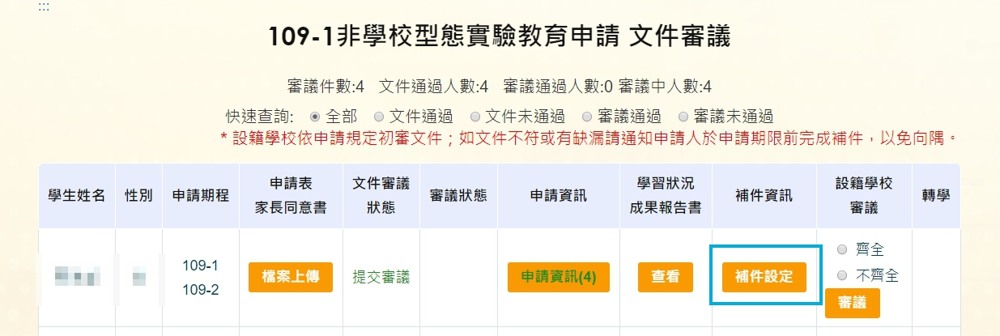 :::
109-1非學校型態實驗教育申請 文件審議
審議件數:4 文件通過人數:4 審議通過人數:0 審議中人數:4
快速查詢: 全部 文件通過 文件未通過 審議通過 審議未通過
* 設籍學校依申請規定初審文件；如文件不符或有缺漏請通知申請人於申請期限前完成補件，以免向隅。
學生姓名 性別 申請期程 申請表 家長同意書 文件審議 狀態 審議狀態 申請資訊 學習狀況 成果報告書 補件資訊 設籍學校 審議 轉學
109-1
109-2
檔案上傳 提交審議 申請資訊(4) 查看 補件設定
齊全
不齊全
審議